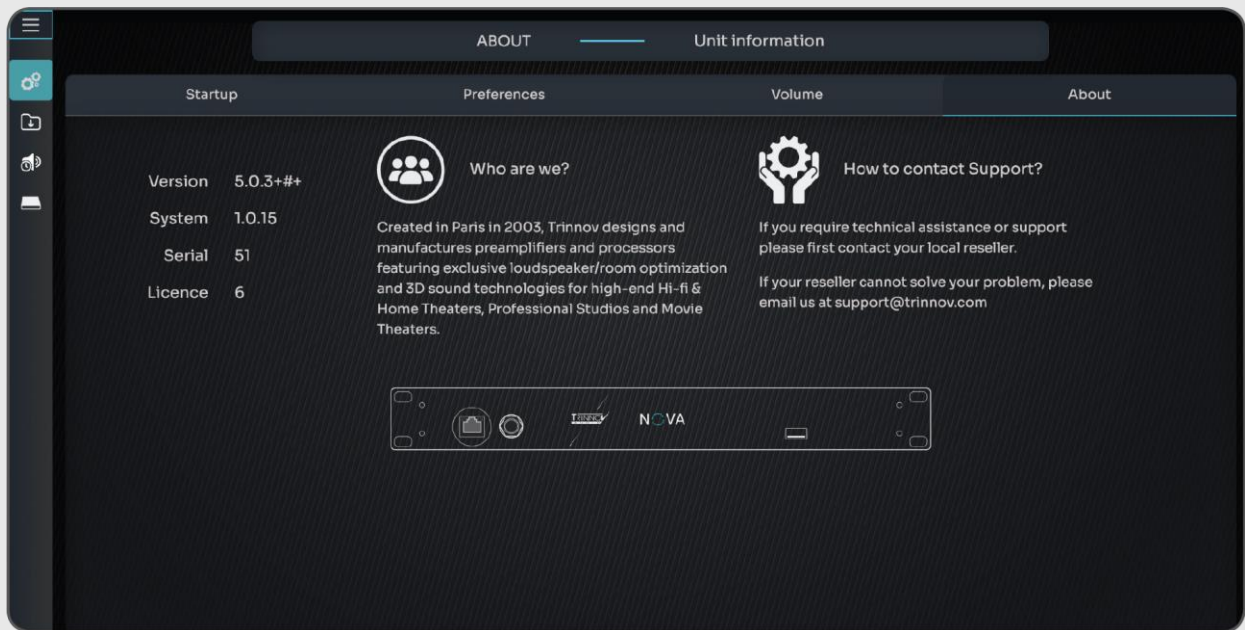 ABOUT Unit information
Startup Preferences Volume About
Version 5.0.3+#+
System 1.0.15
Serial 51
Licence 6
Who are we?
Created in Paris in 2003, Trinnov designs and
manufactures preamplifiers and processors
featuring exclusive loudspeaker/room optimization
and 3D sound technologies for high-end Hi-fi &
Home Theaters, Professional Studios and Movie
Theaters.
How to contact Support?
If you require technical assistance or support
please first contact your local reseller.
If your reseller cannot solve your problem, please
email us at support@trinnov.com
TRINNOV NOVA